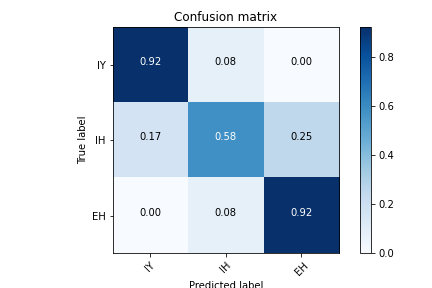 Confusion matrix
IY 0.92 0.08 0.00
0.8
0.6
IH 0.17 0.58 0.25
0.4
0.2
EH 0.00 0.08 0.92
0.0
True label
IY IH EH
Predicted label